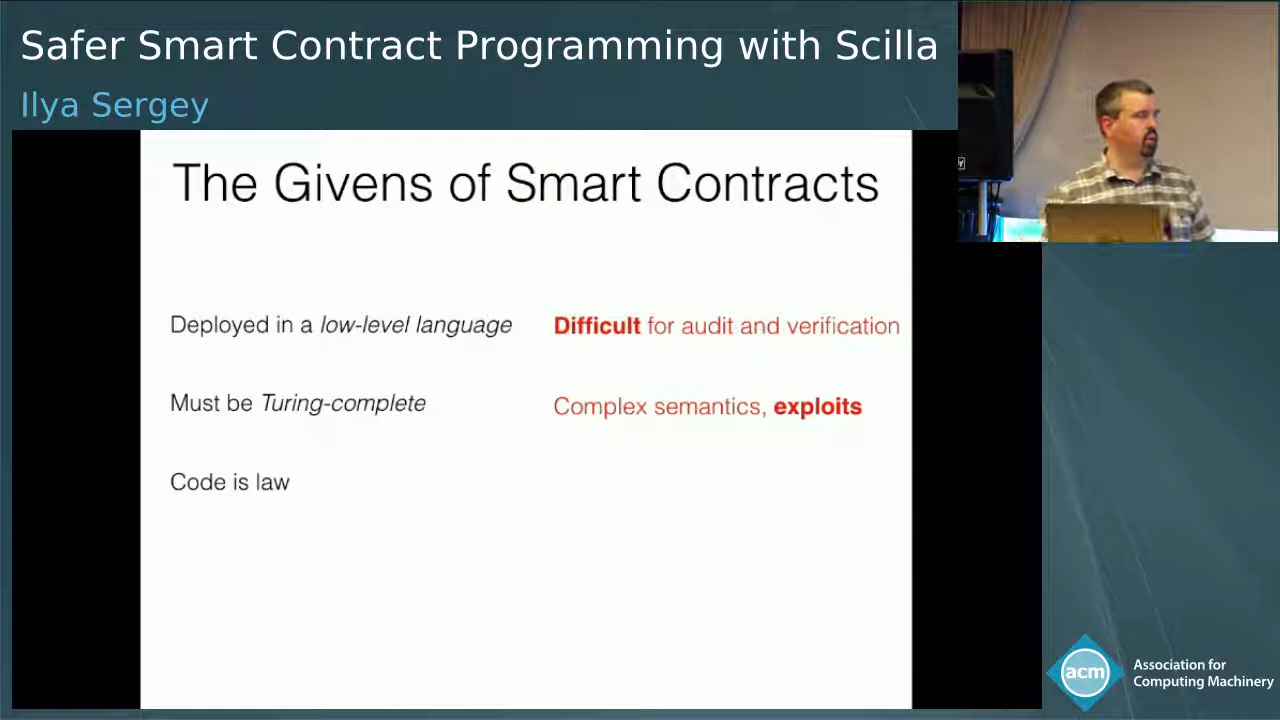 Safer Smart Contract Programming with Scilla
Ilya Sergey
The Givens of Smart Contracts
Deployed in a low-level language
Difficult for audit and verification
Must be Turing-complete
Complex semantics, exploits
Code is law
acm
Association for
Computing Machinery